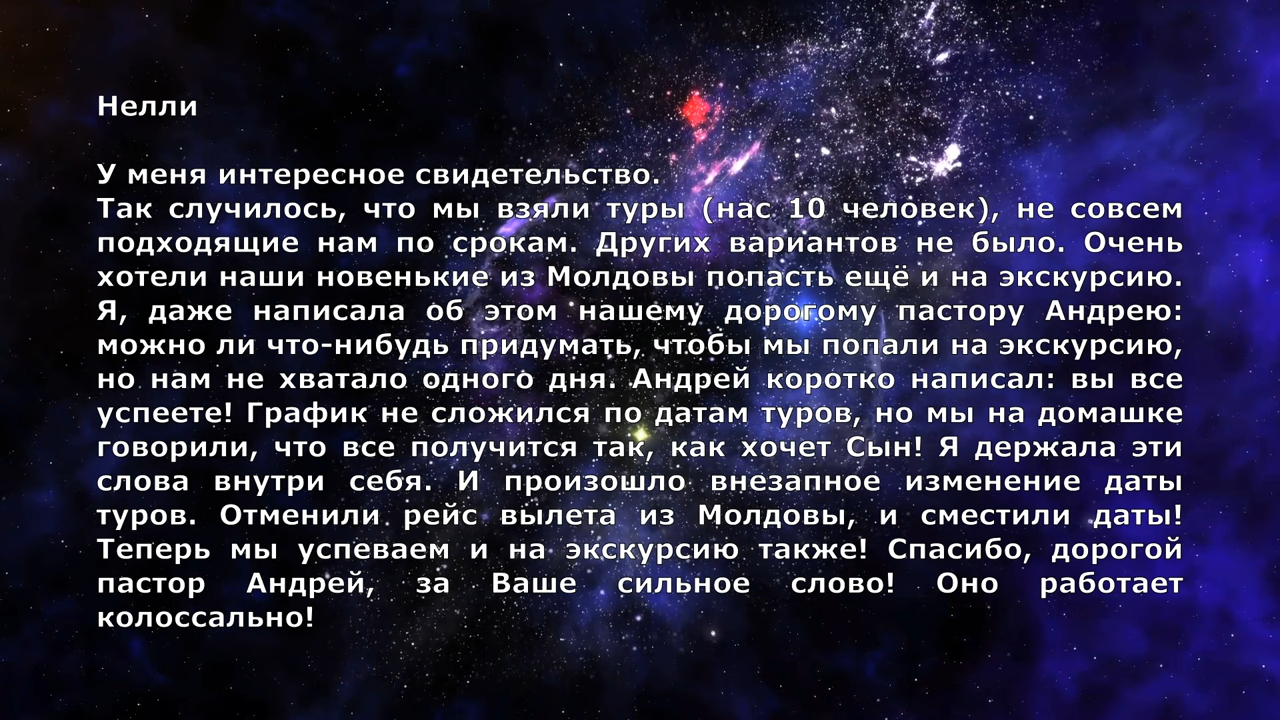 Нелли
У меня интересное свидетельство.
Так случилось, что мы взяли туры (нас 10 человек), не совсем
подходящие нам по срокам. Других вариантов не было. Очень
хотели наши новенькие из Молдовы попасть ещё и на экскурсию.
Я, даже написала об этом нашему дорогому пастору Андрею:
можно ли что-нибудь придумать, чтобы мы попали на экскурсию,
но нам не хватало одного дня. Андрей коротко написал: вы все
успеете! График не сложился по датам туров, но мы на домашке
говорили, что все получится так, как хочет Сын! Я держала эти
слова внутри себя. И произошло внезапное изменение даты
туров. Отменили рейс вылета из Молдовы, и сместили даты!
Теперь мы успеваем и на экскурсию также! Спасибо, дорогой
пастор Андрей, за Ваше сильное слово! Оно работает
колоссально!